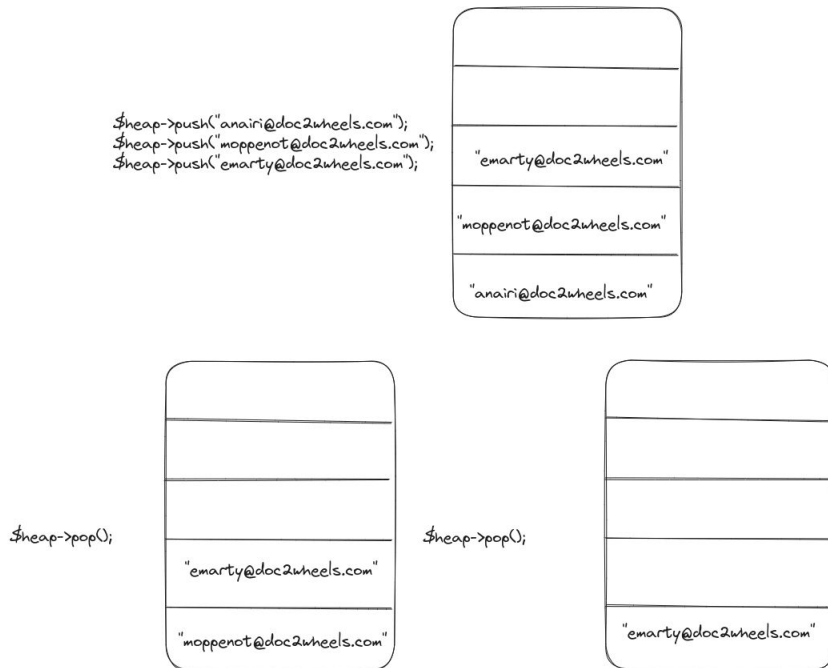 $heap->push("anairi@doc2wheels.com");
$heap->push("moppenot@doc2wheels.com");
$heap->push("emarty@doc2wheels.com");
"emarty@doc2wheels.com"
"moppenot@doc2wheels.com"
"anairi@doc2wheels.com"
$heap->pop();
"emarty@doc2wheels.com"
"moppenot@doc2wheels.com"
$heap->pop();
"emarty@doc2wheels.com"